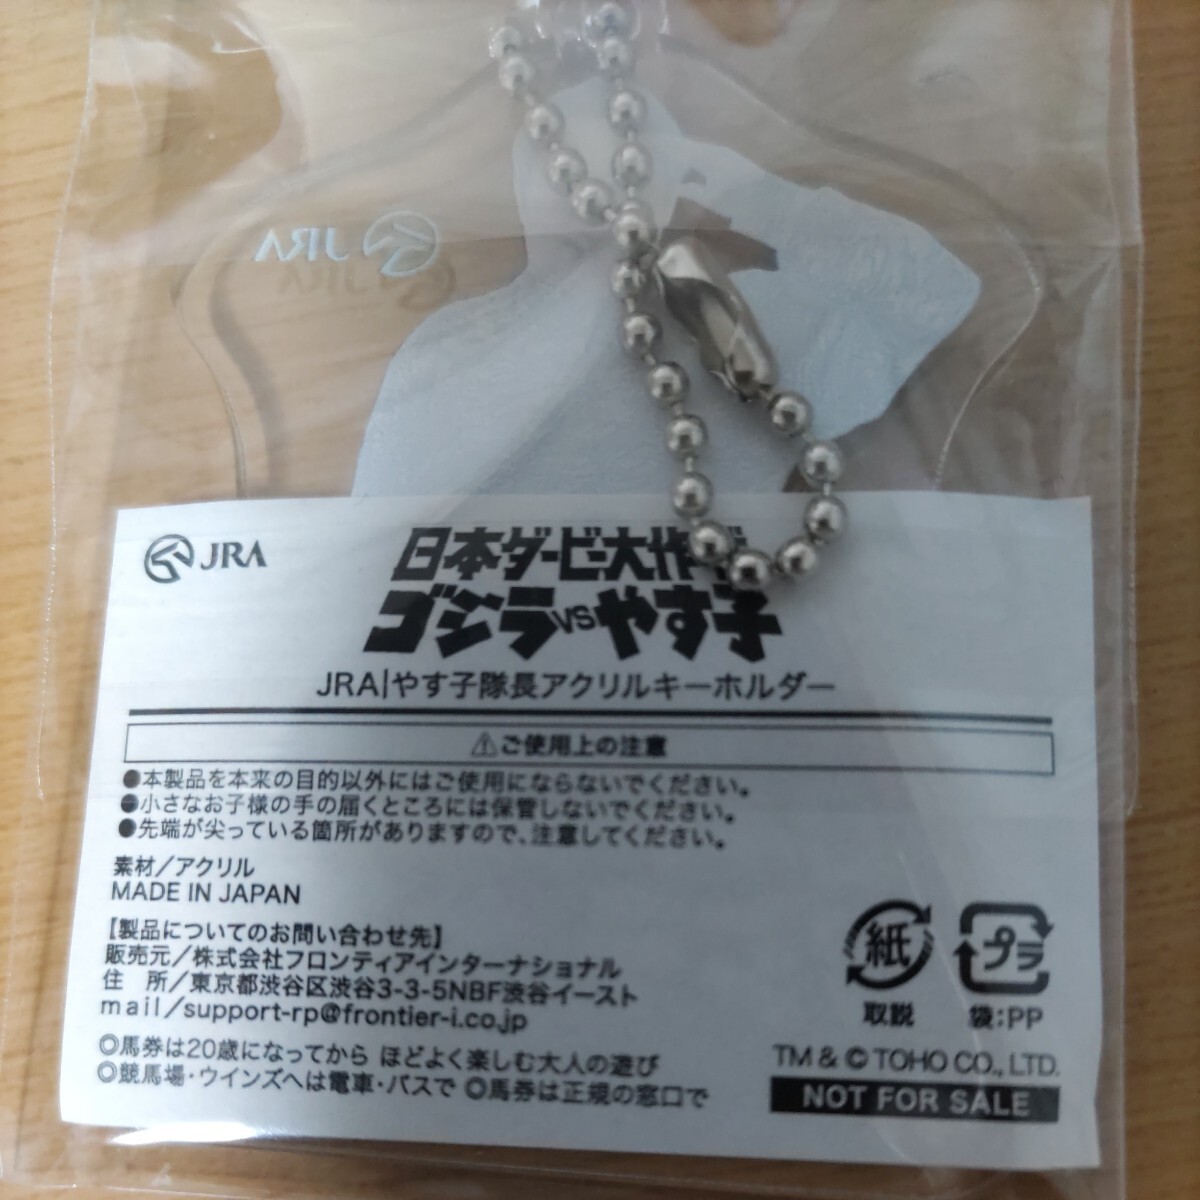 JRA
JRA
日本ダービー大作
ゴジラVSやす子
JRA|やす子隊長アクリルキーホルダー
⚠ご使用上の注意
●本製品を本来の目的以外にはご使用にならないでください。
●小さなお子様の手の届くところには保管しないでください。
●先端が尖っている箇所がありますので、注意してください。
素材/アクリル
MADE IN JAPAN
【製品についてのお問い合わせ先】
販売元/株式会社フロンティアインターナショナル
住 所/東京都渋谷区渋谷3-3-5NBF渋谷イースト
mail/support-rp@frontier-i.co.jp
◎馬券は20歳になってから ほどよく楽しむ大人の遊び
◎競馬場・ウインズへは電車・バスで ◎馬券は正規の窓口で
紙
取説
プラ
袋:PP
TM & © TOHO CO., LTD.
NOT FOR SALE